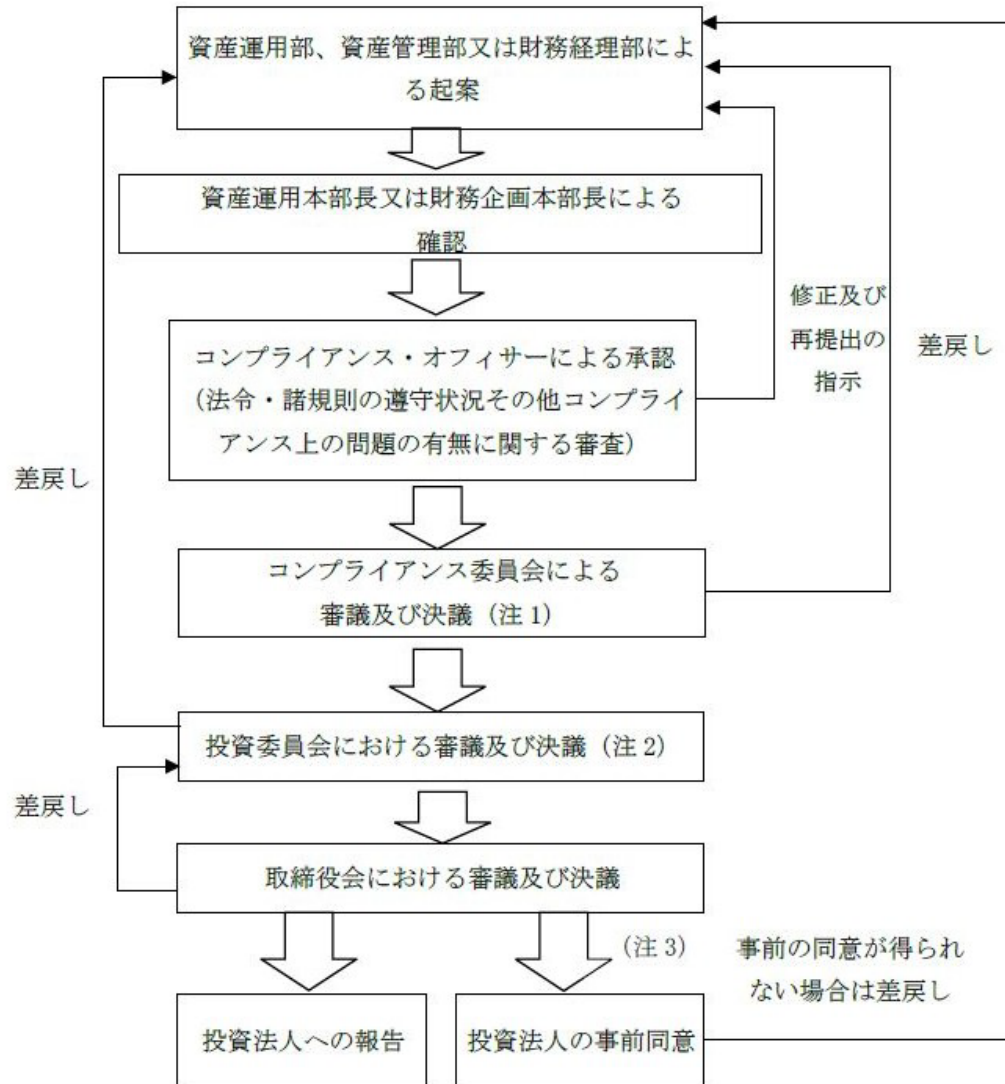 資産運用部、資産管理部又は財務経理部によ
る起案
資産運用本部長又は財務企画本部長による
確認
修正及び
再提出の
指示
差戻し
コンプライアンス・オフィサーによる承認
(法令・諸規則の遵守状況その他コンプライ
アンス上の問題の有無に関する審査)
差戻し
コンプライアンス委員会による
審議及び決議(注1)
投資委員会における審議及び決議(注2)
差戻し
取締役会における審議及び決議
(注3)
事前の同意が得られ
ない場合は差戻し
投資法人への報告
投資法人の事前同意